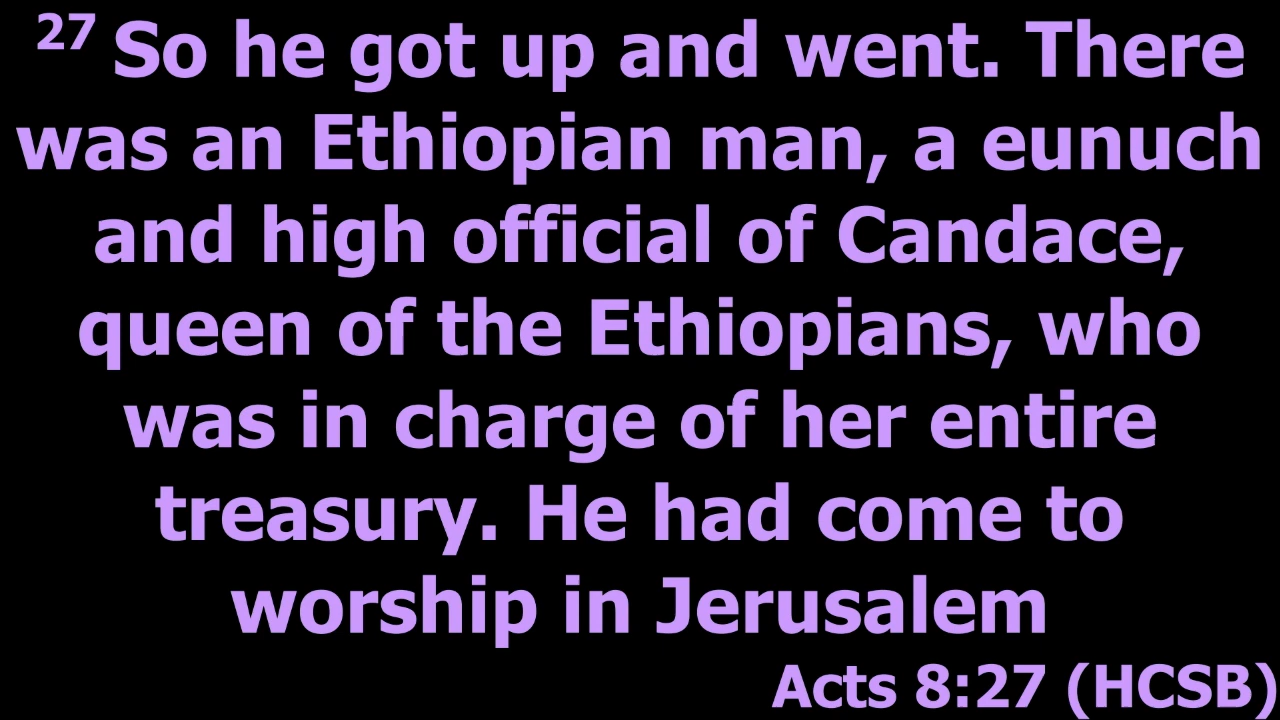 27 So he got up and went. There
was an Ethiopian man, a eunuch
and high official of Candace,
queen of the Ethiopians, who
was in charge of her entire
treasury. He had come to
worship in Jerusalem
Acts 8:27 (HCSB)